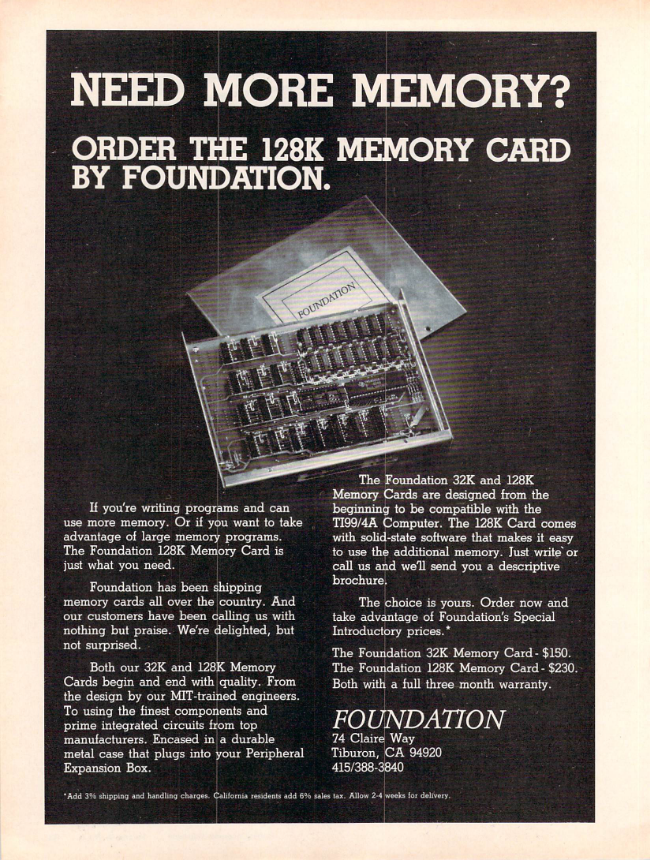 NEED MORE MEMORY?
ORDER THE 128K MEMORY CARD
BY FOUNDATION.
FOUNDATION
If you're writing programs and can
use more memory. Or if you want to take
advantage of large memory programs.
The Foundation 128K Memory Card is
just what you need.
Foundation has been shipping
memory cards all over the country. And
our customers have been calling us with
nothing but praise. We're delighted, but
not surprised.
Both our 32K and 128K Memory
Cards begin and end with quality. From
the design by our MIT-trained engineers.
To using the finest components and
prime integrated circuits from top
manufacturers. Encased in a durable
metal case that plugs into your Peripheral
Expansion Box.
The Foundation 32K and 128K
Memory Cards are designed from the
beginning to be compatible with the
TI99/4A Computer. The 128K Card comes
with solid-state software that makes it easy
to use the additional memory. Just write or
call us and we'll send you a descriptive
brochure.
The choice is yours. Order now and
take advantage of Foundation's Special
Introductory prices.*
The Foundation 32K Memory Card - $150.
The Foundation 128K Memory Card - $230.
Both with a full three month warranty.
FOUNDATION
74 Claire Way
Tiburon, CA 94920
415/388-3840
*Add 3% shipping and handling charges. California residents add 6% sales tax. Allow 2-4 weeks for delivery.